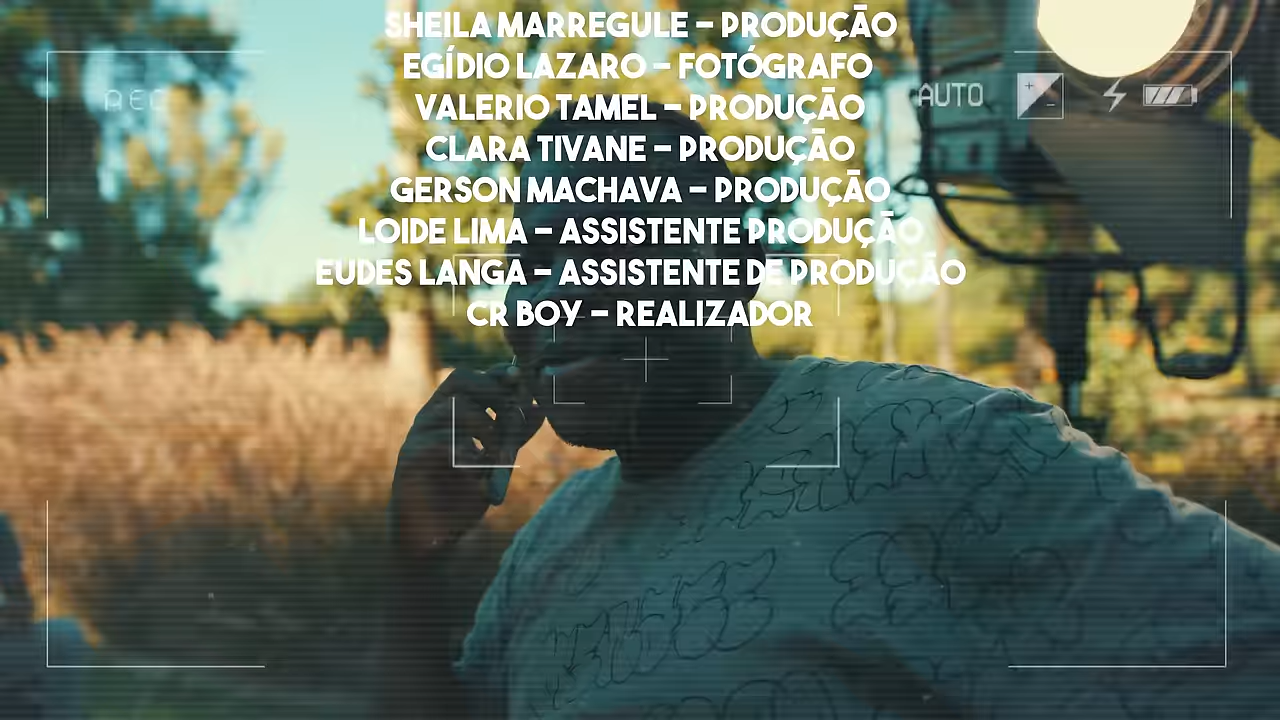 SHEILA MARREGULE – PRODUÇÃO
EGÍDIO LAZARO – FOTÓGRAFO
REC
AUTO
VALERIO TAMEL – PRODUÇÃO
CLARA TIVANE – PRODUÇÃO
GERSON MACHAVA – PRODUÇÃO
LOIDE LIMA – ASSISTENTE PRODUÇÃO
EUDES LANGA – ASSISTENTE DE PRODUÇÃO
CR BOY – REALIZADOR